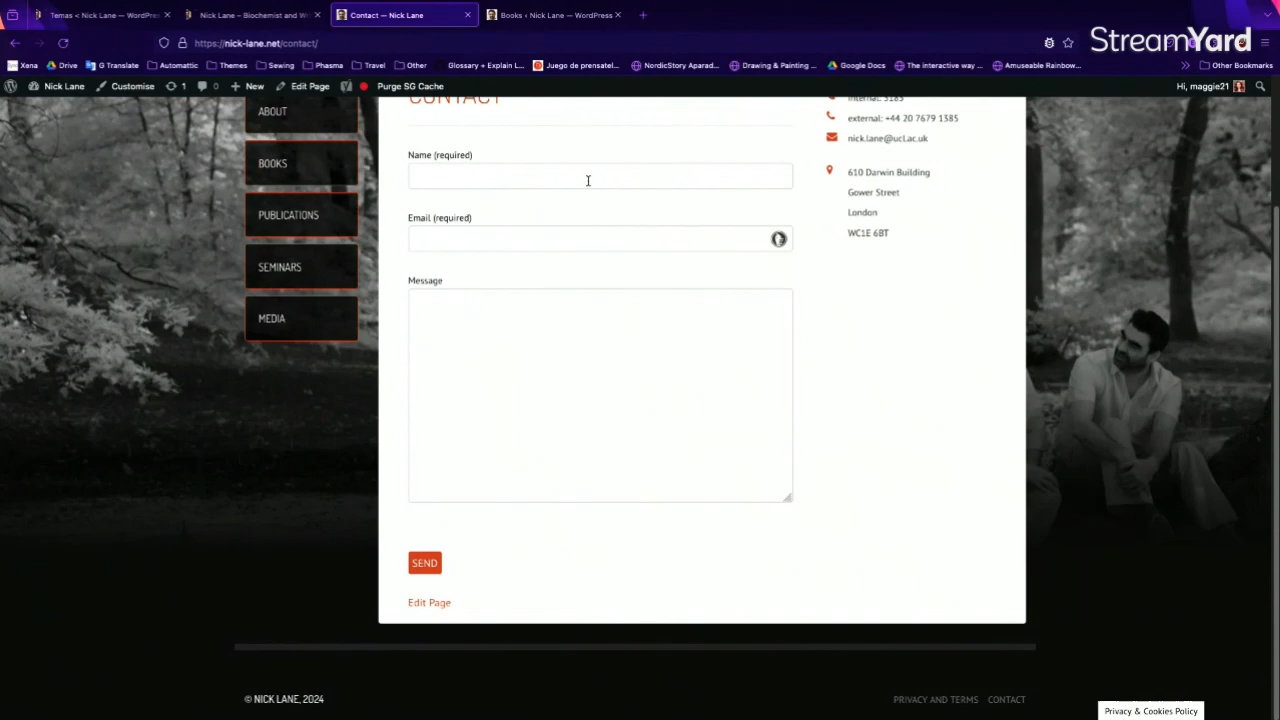 Temas < Nick Lane — WordPre
Nick Lane – Biochemist and W
Contact — Nick Lane
Books < Nick Lane — WordPress
StreamYard
https://nick-lane.net/contact/
Xena
Drive
G Translate
Automattic
Themes
Sewing
Phasma
Travel
Other
Glossary + Explain L...
Juego de prensatel...
NordicStory Aparad...
Drawing & Painting ...
Google Docs
The interactive way ...
Amuseable Rainbow...
Other Bookmarks
Nick Lane
Customise
1
0
New
Edit Page
Purge SG Cache
Hi, maggie21
ABOUT
BOOKS
PUBLICATIONS
SEMINARS
MEDIA
CONTACT
Name (required)
Email (required)
Message
SEND
Edit Page
internal: 3185
external: +44 20 7679 1385
nick.lane@ucl.ac.uk
610 Darwin Building
Gower Street
London
WC1E 6BT
© NICK LANE, 2024
PRIVACY AND TERMS
CONTACT
Privacy & Cookies Policy